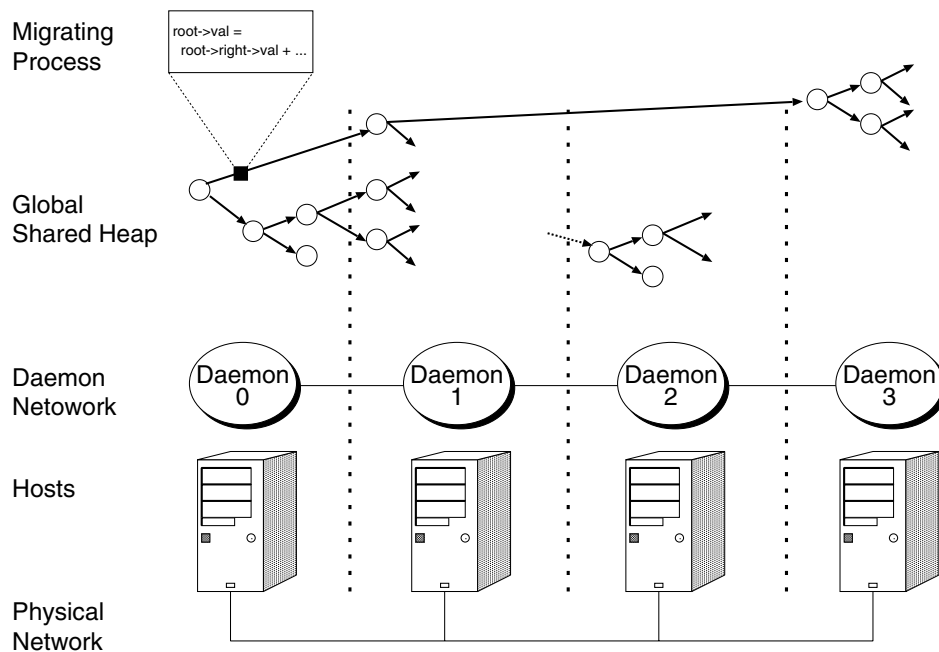 Migrating
Process
root->val =
root->right->val + ...
Global
Shared Heap
Daemon
Netowork
Daemon
0
Daemon
1
Daemon
2
Daemon
3
Hosts
Physical
Network